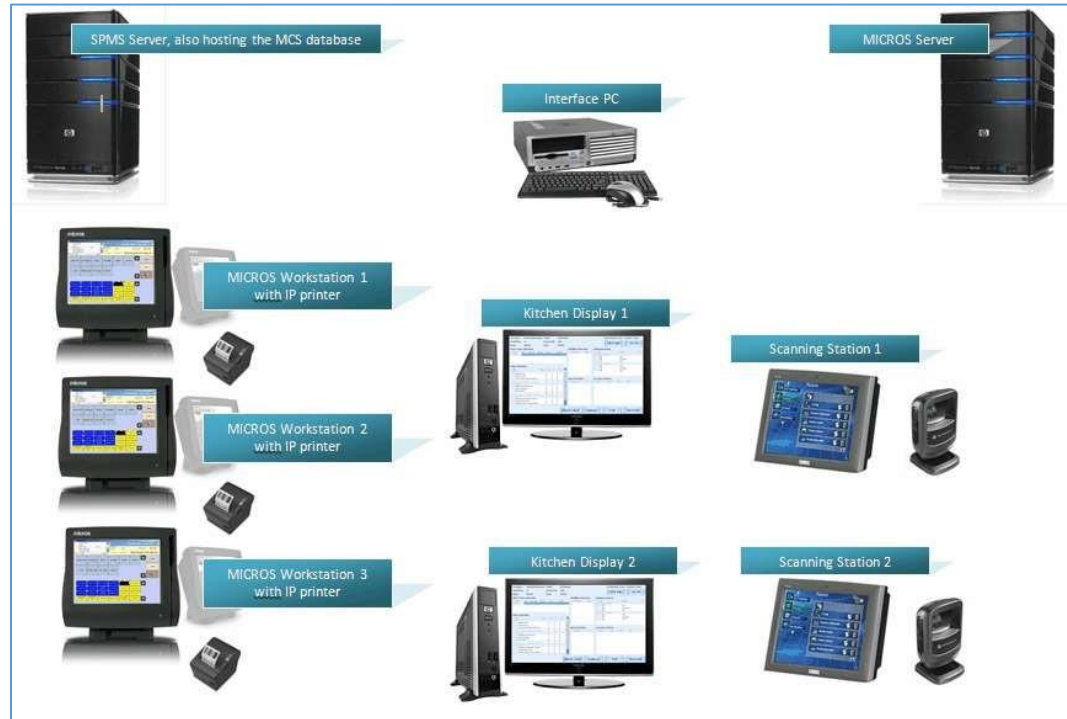 SPMS Server, also hosting the MCS database
MICROS Server
Interface PC
MICROS Workstation 1
with IP printer
Kitchen Display 1
Scanning Station 1
MICROS Workstation 2
with IP printer
Kitchen Display 2
Scanning Station 2
MICROS Workstation 3
with IP printer